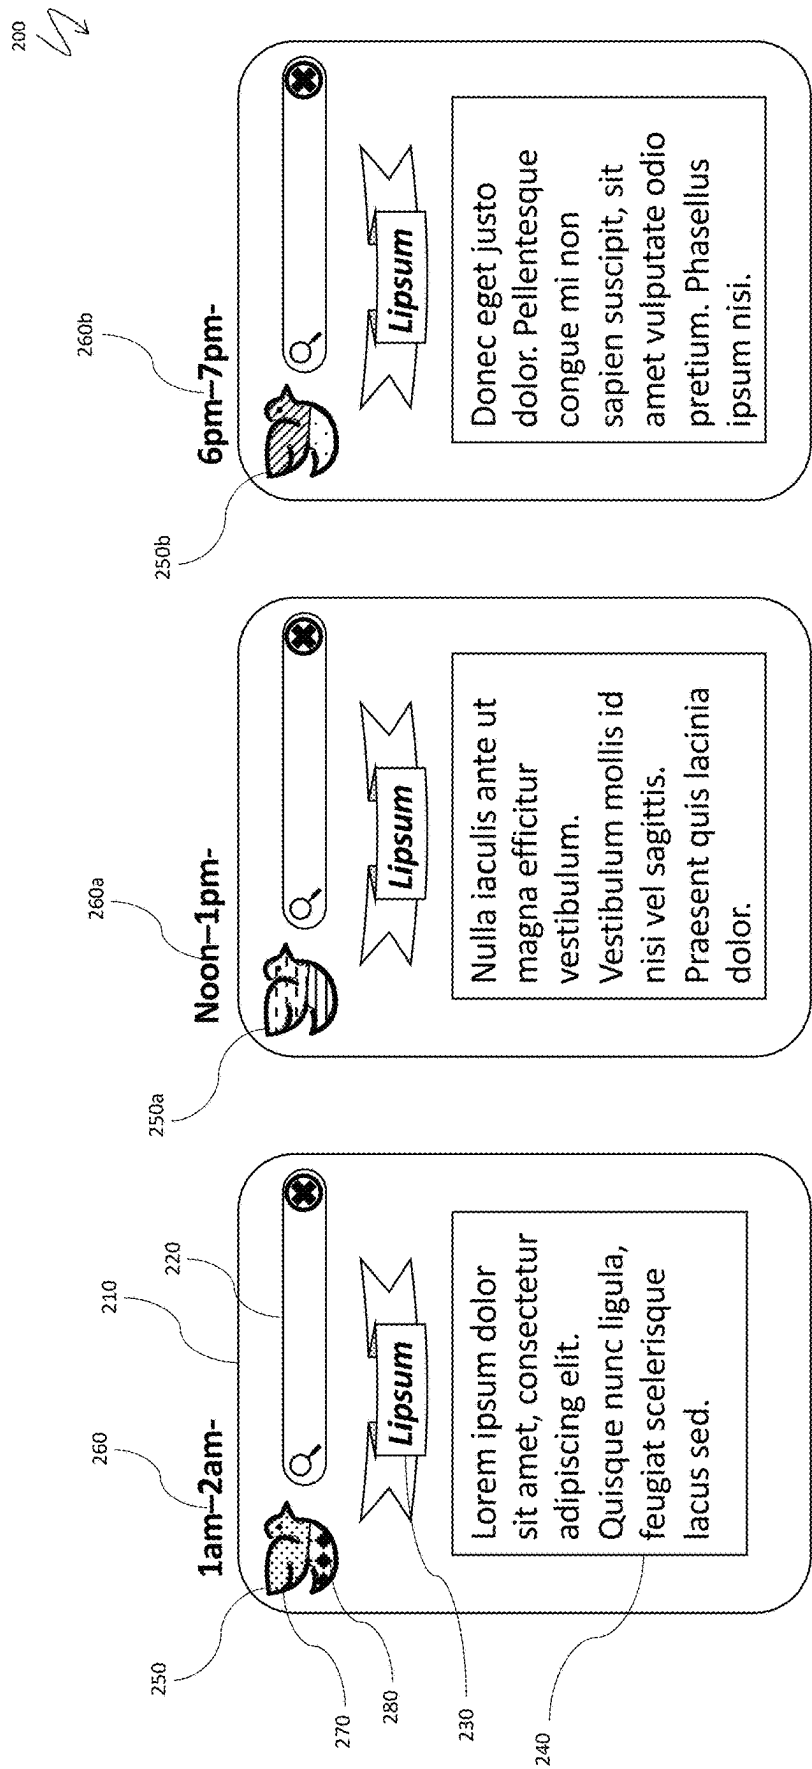 200
1am–2am-
260
210
220
250
270
280
230
240
Lipsum
Lorem ipsum dolor
sit amet, consectetur
adipiscing elit.
Quisque nunc ligula,
feugiat scelerisque
lacus sed.
Noon–1pm-
260a
250a
Lipsum
Nulla iaculis ante ut
magna efficitur
vestibulum.
Vestibulum mollis id
nisi vel sagittis.
Praesent quis lacinia
dolor.
6pm–7pm-
260b
250b
Lipsum
Donec eget justo
dolor. Pellentesque
congue mi non
sapien suscipit, sit
amet vulputate odio
pretium. Phasellus
ipsum nisi.